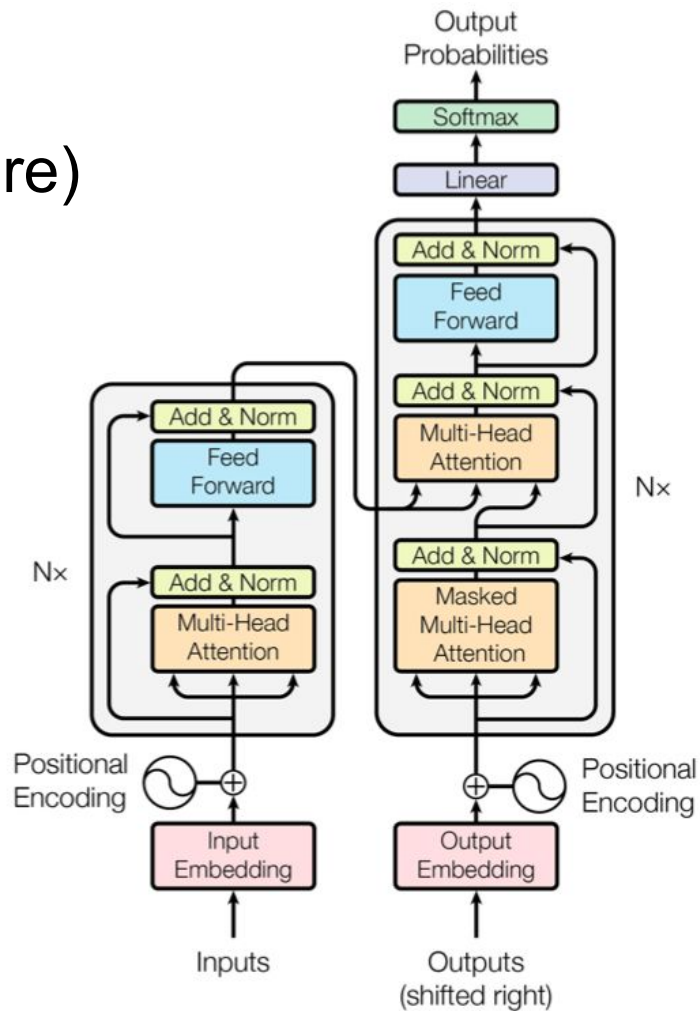 re)
Output
Probabilities
Softmax
Linear
Add & Norm
Feed
Forward
Add & Norm
Multi-Head
Attention
Nx
Add & Norm
Masked
Multi-Head
Attention
Add & Norm
Feed
Forward
Nx
Add & Norm
Multi-Head
Attention
Positional
Encoding
Positional
Encoding
Input
Embedding
Output
Embedding
Inputs
Outputs
(shifted right)